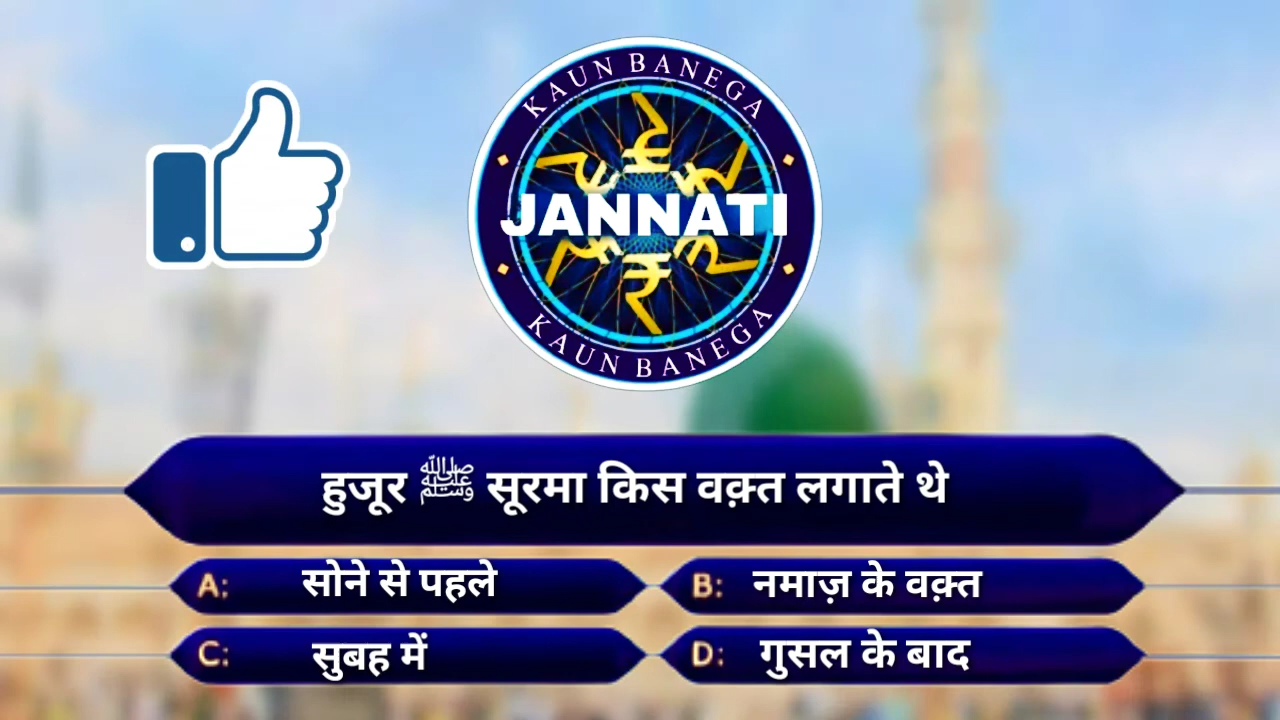 KAUN BANEGA
JANNATI
KAUN BANEGA
हुजूर ﷺ सूरमा किस वक़्त लगाते थे
A: सोने से पहले
B: नमाज़ के वक़्त
C: सुबह में
D: गुसल के बाद